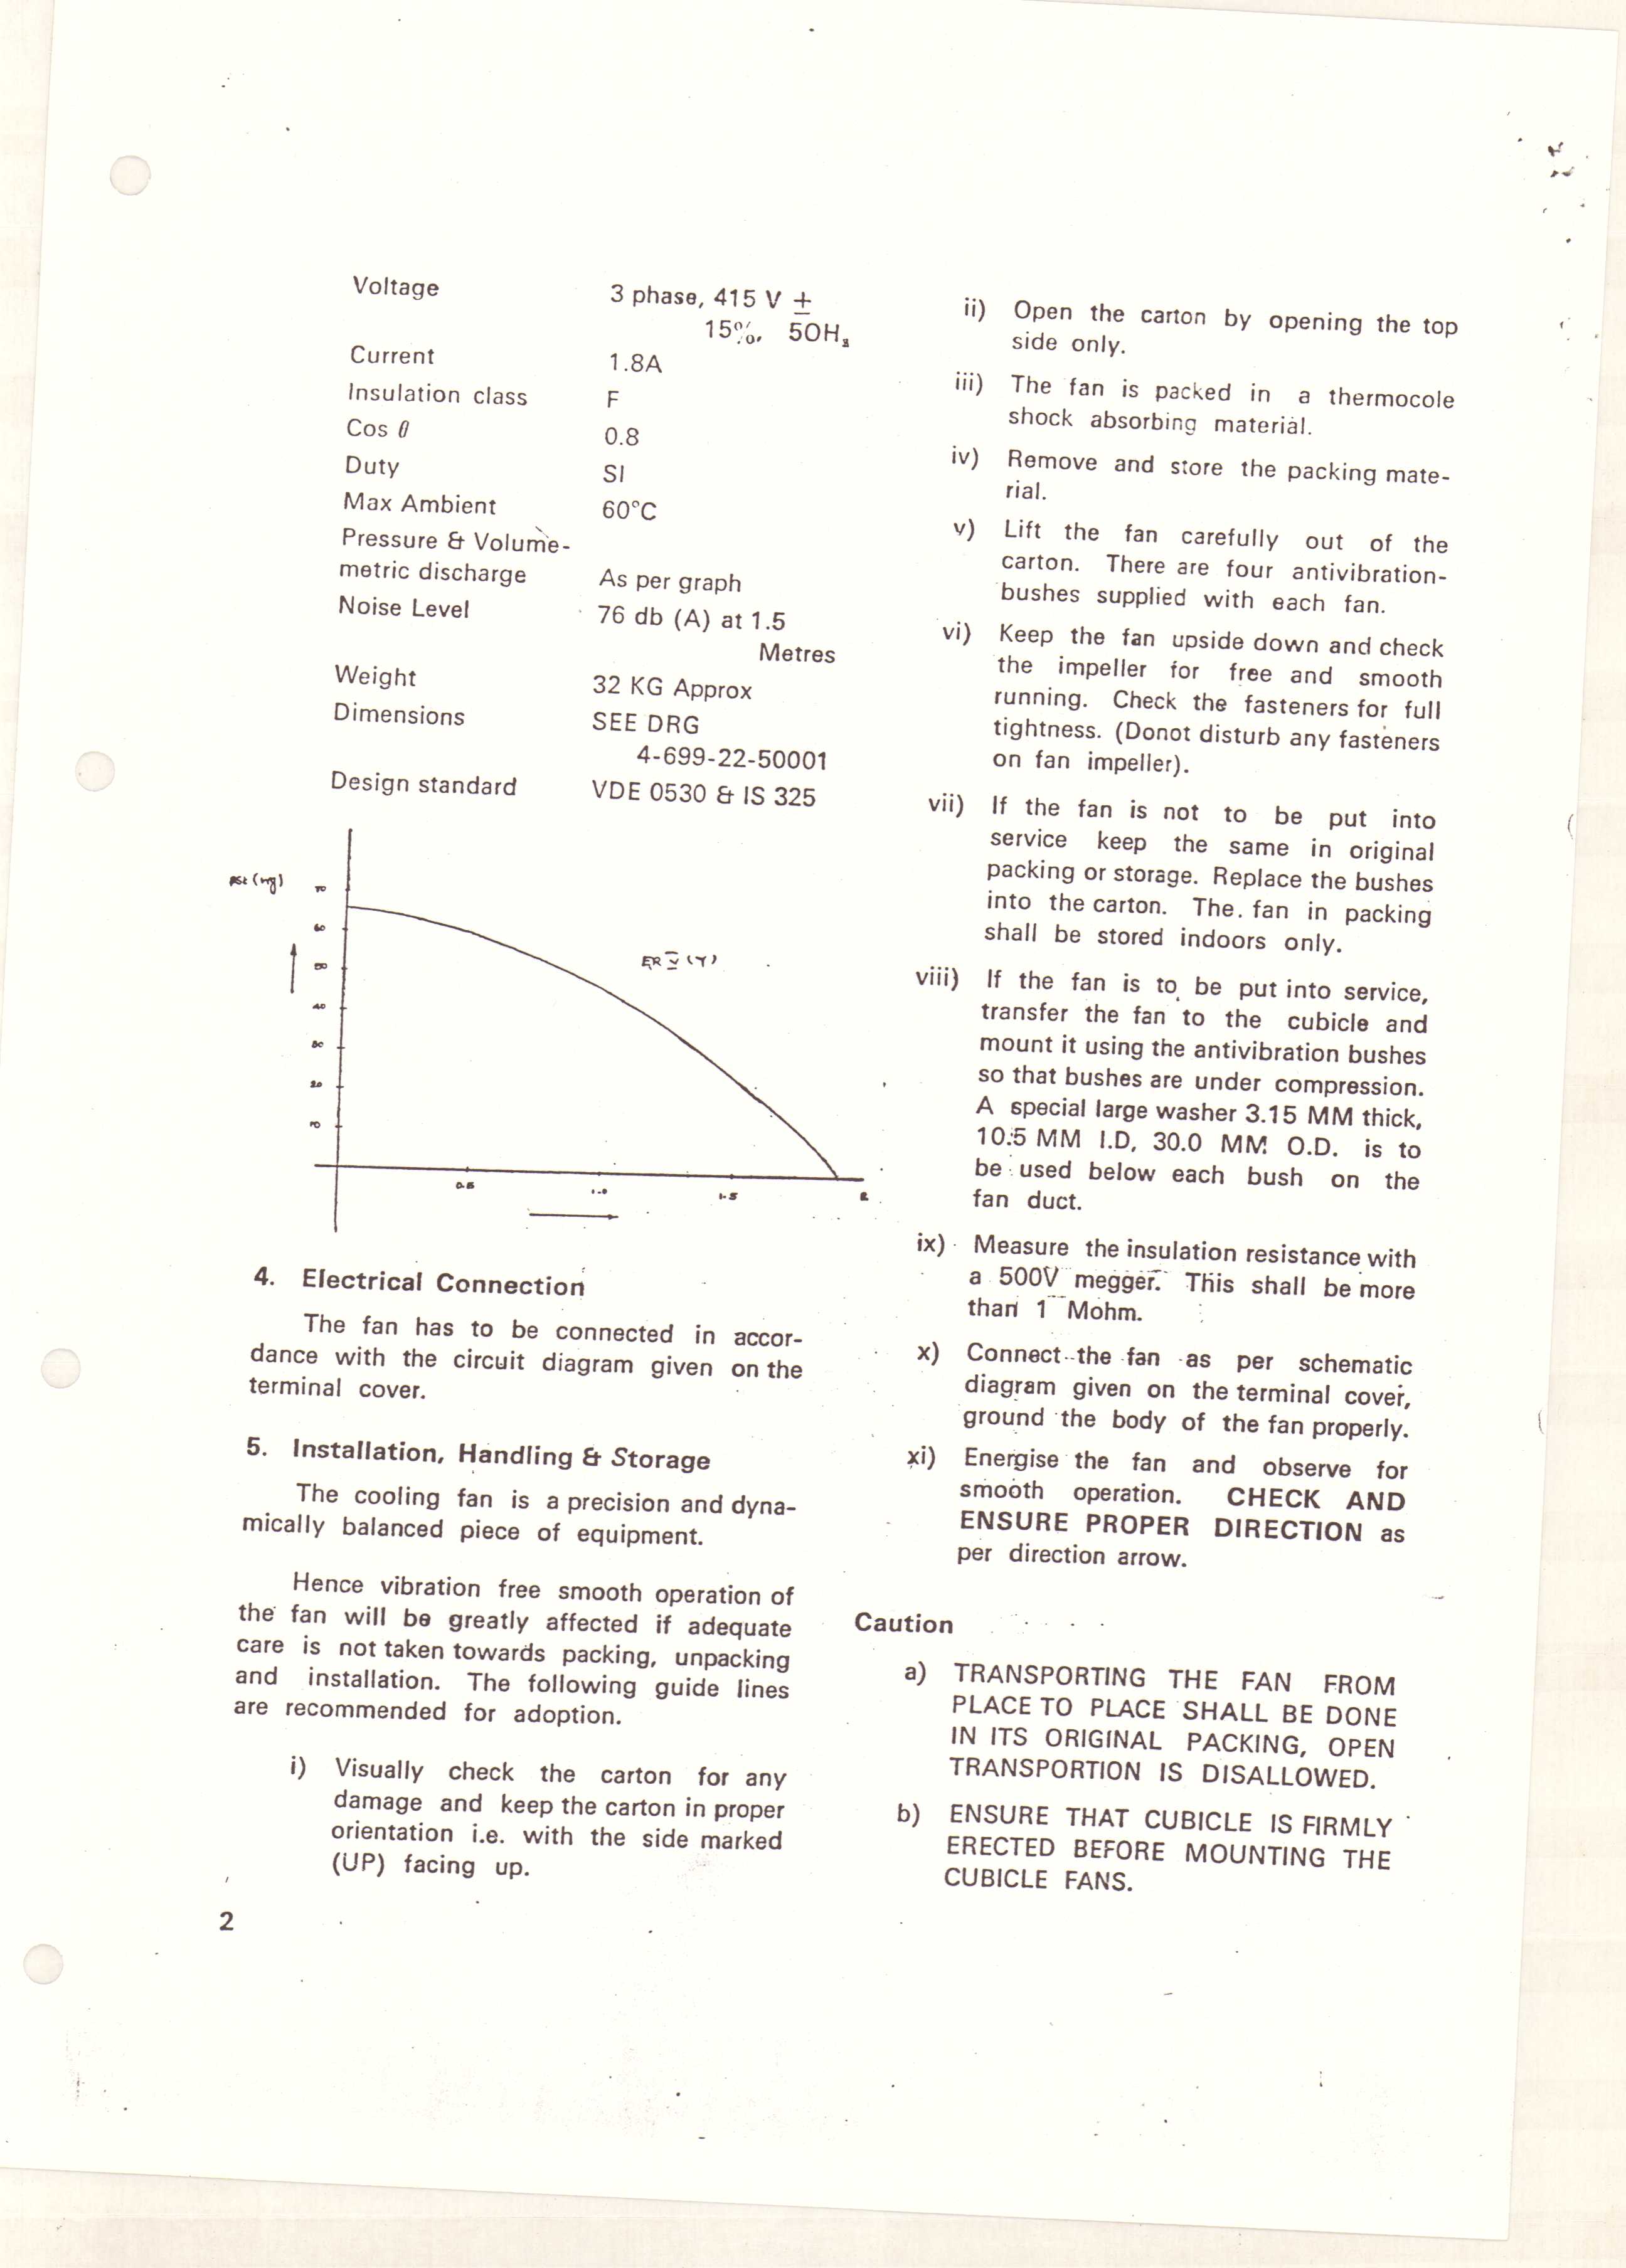 Voltage 3 phase, 415 V ±
15%, 50Hz
Current 1.8A
Insulation class F
Cos θ 0.8
Duty SI
Max Ambient 60°C
Pressure & Volume-
metric discharge As per graph
Noise Level 76 db (A) at 1.5
Metres
Weight 32 KG Approx
Dimensions SEE DRG
4-699-22-50001
Design standard VDE 0530 & IS 325
70
60
50
40
30
20
10
0.5 1.0 1.5 2
4. Electrical Connection
The fan has to be connected in accor-
dance with the circuit diagram given on the
terminal cover.
5. Installation, Handling & Storage
The cooling fan is a precision and dyna-
mically balanced piece of equipment.
Hence vibration free smooth operation of
the fan will be greatly affected if adequate
care is not taken towards packing, unpacking
and installation. The following guide lines
are recommended for adoption.
i) Visually check the carton for any
damage and keep the carton in proper
orientation i.e. with the side marked
(UP) facing up.
2
ii) Open the carton by opening the top
side only.
iii) The fan is packed in a thermocole
shock absorbing material.
iv) Remove and store the packing mate-
rial.
v) Lift the fan carefully out of the
carton. There are four antivibration-
bushes supplied with each fan.
vi) Keep the fan upside down and check
the impeller for free and smooth
running. Check the fasteners for full
tightness. (Donot disturb any fasteners
on fan impeller).
vii) If the fan is not to be put into
service keep the same in original
packing or storage. Replace the bushes
into the carton. The. fan in packing
shall be stored indoors only.
viii) If the fan is to be put into service,
transfer the fan to the cubicle and
mount it using the antivibration bushes
so that bushes are under compression.
A special large washer 3.15 MM thick,
10.5 MM I.D, 30.0 MM O.D. is to
be used below each bush on the
fan duct.
ix) Measure the insulation resistance with
a 500V megger. This shall be more
than 1 Mohm.
x) Connect the fan as per schematic
diagram given on the terminal cover,
ground the body of the fan properly.
xi) Energise the fan and observe for
smooth operation. CHECK AND
ENSURE PROPER DIRECTION as
per direction arrow.
Caution
a) TRANSPORTING THE FAN FROM
PLACE TO PLACE SHALL BE DONE
IN ITS ORIGINAL PACKING, OPEN
TRANSPORTION IS DISALLOWED.
b) ENSURE THAT CUBICLE IS FIRMLY
ERECTED BEFORE MOUNTING THE
CUBICLE FANS.